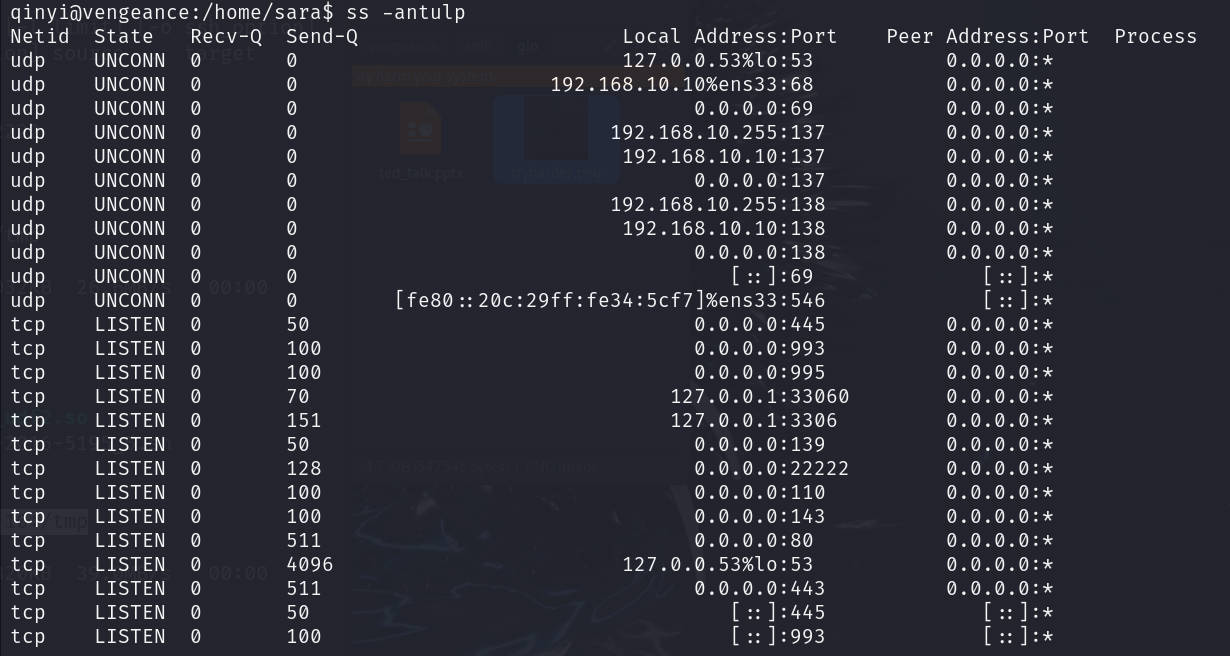 qinyi@vengeance:/home/sara$ ss -antulp
Netid State Recv-Q Send-Q Local Address:Port Peer Address:Port Process
udp UNCONN 0 0 127.0.0.53%lo:53 0.0.0.0:*
udp UNCONN 0 0 192.168.10.10%ens33:68 0.0.0.0:*
udp UNCONN 0 0 0.0.0.0:69 0.0.0.0:*
udp UNCONN 0 0 192.168.10.255:137 0.0.0.0:*
udp UNCONN 0 0 192.168.10.10:137 0.0.0.0:*
udp UNCONN 0 0 0.0.0.0:137 0.0.0.0:*
udp UNCONN 0 0 192.168.10.255:138 0.0.0.0:*
udp UNCONN 0 0 192.168.10.10:138 0.0.0.0:*
udp UNCONN 0 0 0.0.0.0:138 0.0.0.0:*
udp UNCONN 0 0 [::]:69 [::]:*
udp UNCONN 0 0 [fe80::20c:29ff:fe34:5cf7]%ens33:546 [::]:*
tcp LISTEN 0 50 0.0.0.0:445 0.0.0.0:*
tcp LISTEN 0 100 0.0.0.0:993 0.0.0.0:*
tcp LISTEN 0 100 0.0.0.0:995 0.0.0.0:*
tcp LISTEN 0 70 127.0.0.1:33060 0.0.0.0:*
tcp LISTEN 0 151 127.0.0.1:3306 0.0.0.0:*
tcp LISTEN 0 50 0.0.0.0:139 0.0.0.0:*
tcp LISTEN 0 128 0.0.0.0:22222 0.0.0.0:*
tcp LISTEN 0 100 0.0.0.0:110 0.0.0.0:*
tcp LISTEN 0 100 0.0.0.0:143 0.0.0.0:*
tcp LISTEN 0 511 0.0.0.0:80 0.0.0.0:*
tcp LISTEN 0 4096 127.0.0.53%lo:53 0.0.0.0:*
tcp LISTEN 0 511 0.0.0.0:443 0.0.0.0:*
tcp LISTEN 0 50 [::]:445 [::]:*
tcp LISTEN 0 100 [::]:993 [::]:*